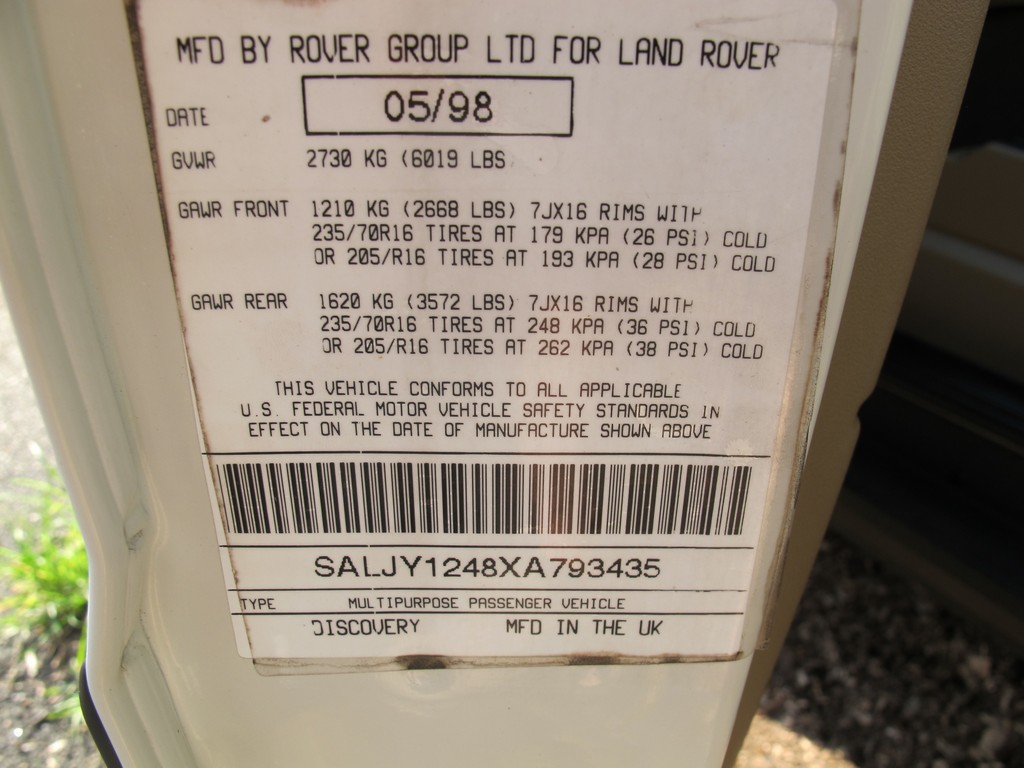 MFD BY ROVER GROUP LTD FOR LAND ROVER
DATE 05/98
GVWR 2730 KG (6019 LBS
GAWR FRONT 1210 KG (2668 LBS) 7JX16 RIMS WITH
235/70R16 TIRES AT 179 KPA (26 PSI) COLD
OR 205/R16 TIRES AT 193 KPA (28 PSI) COLD
GAWR REAR 1620 KG (3572 LBS) 7JX16 RIMS WITH
235/70R16 TIRES AT 248 KPA (36 PSI) COLD
OR 205/R16 TIRES AT 262 KPA (38 PSI) COLD
THIS VEHICLE CONFORMS TO ALL APPLICABLE
U.S. FEDERAL MOTOR VEHICLE SAFETY STANDARDS IN
EFFECT ON THE DATE OF MANUFACTURE SHOWN ABOVE
SALJY1248XA793435
TYPE MULTIPURPOSE PASSENGER VEHICLE
DISCOVERY MFD IN THE UK